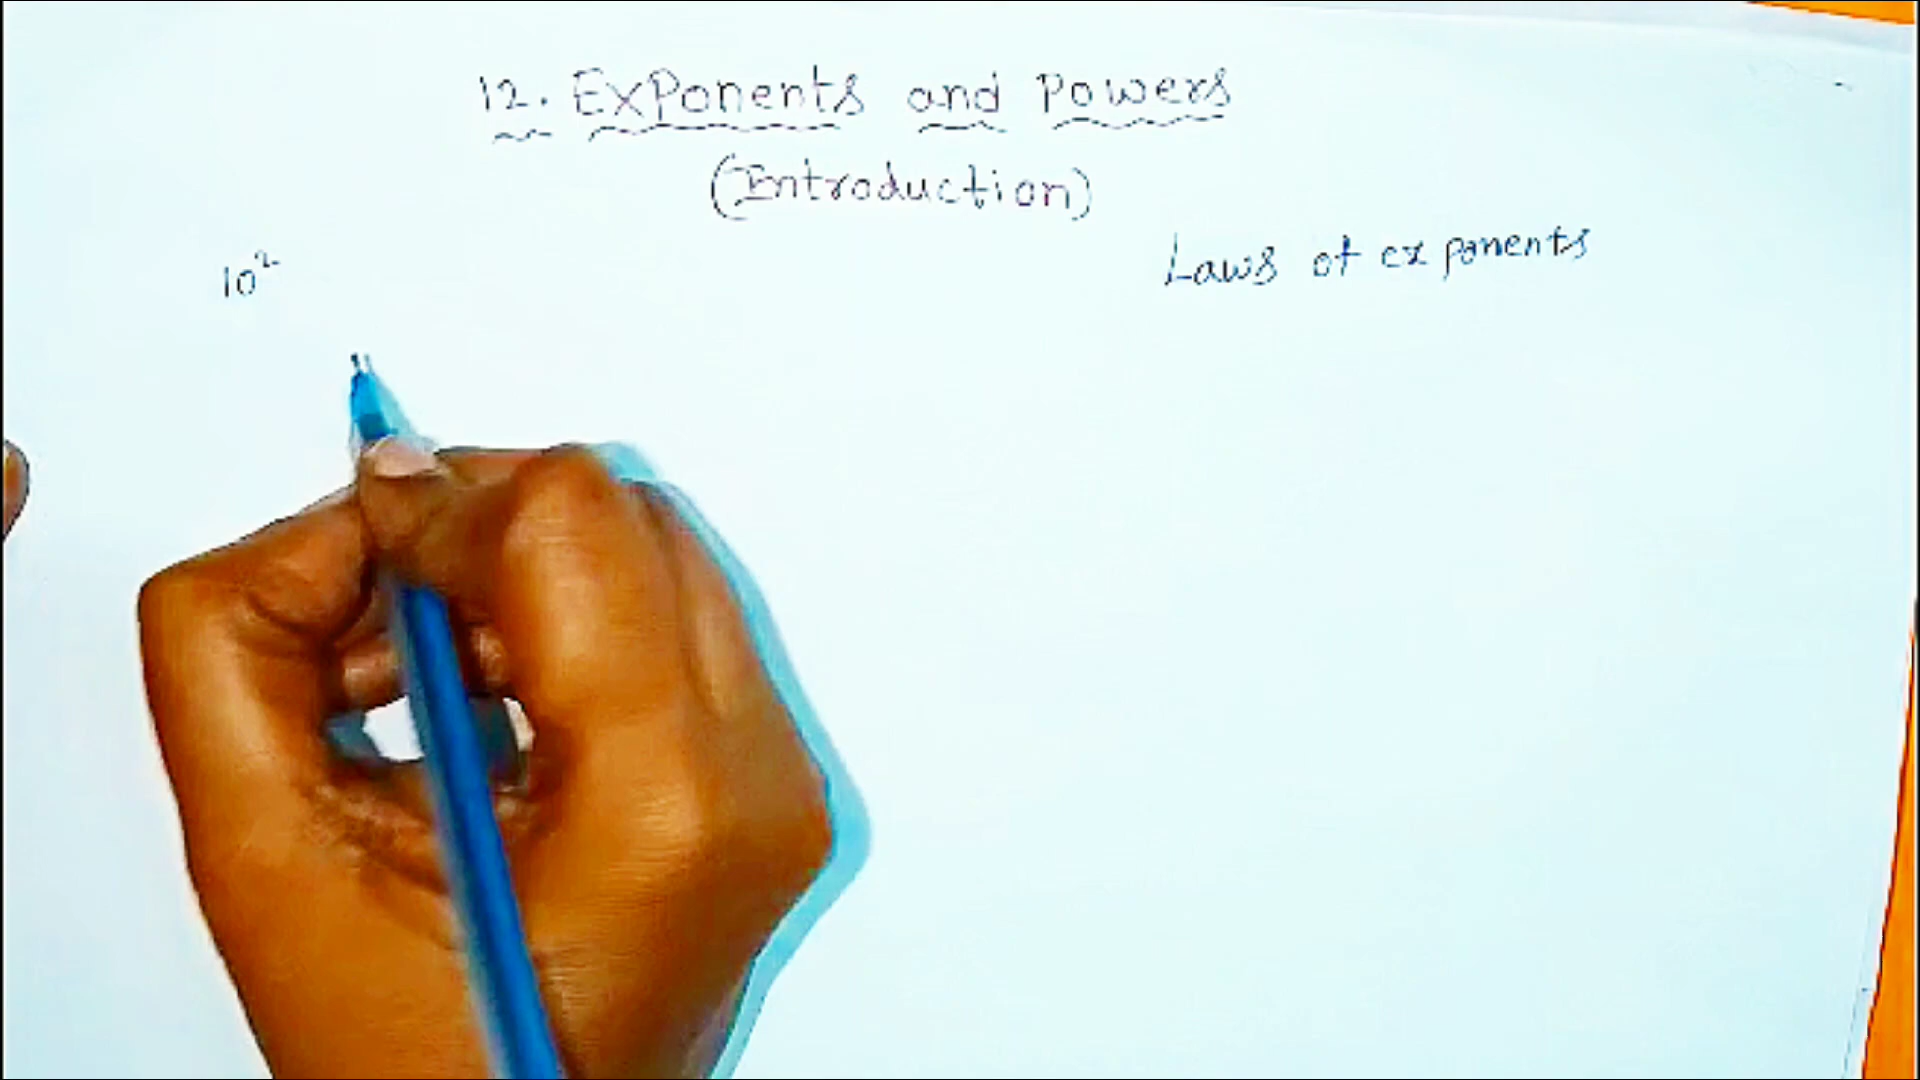 12. Exponents and Powers
(Introduction)
Laws of exponents
10²